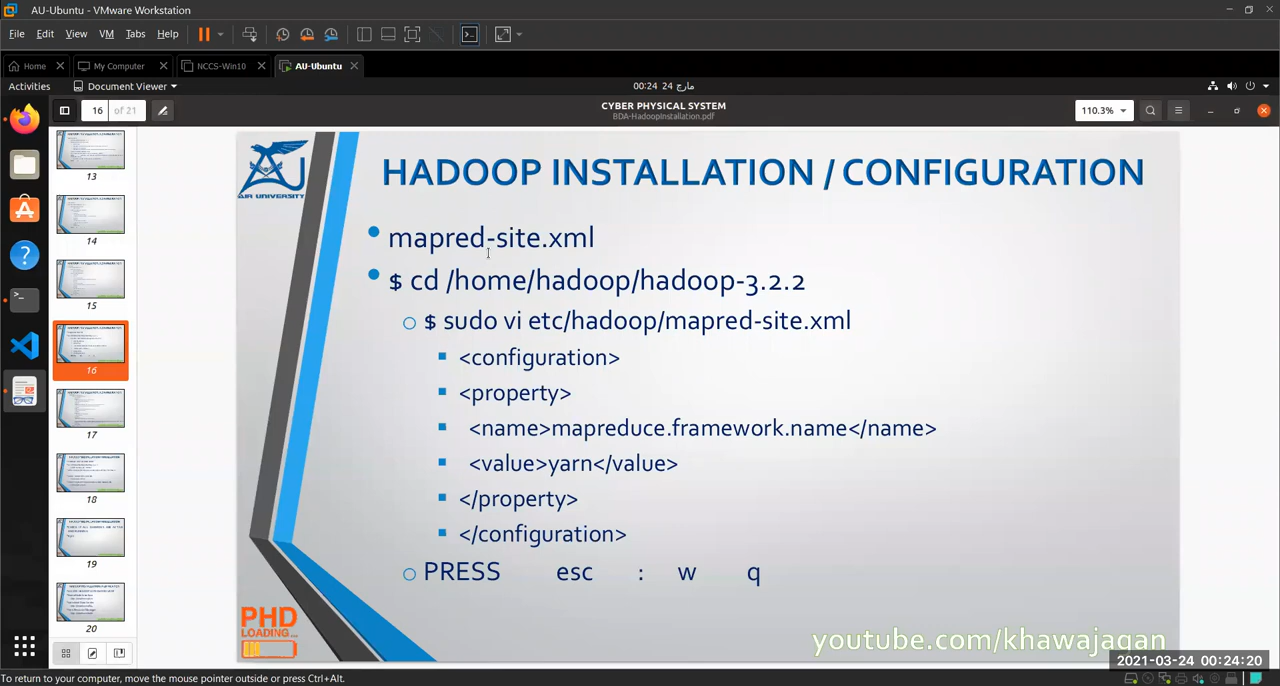 AU-Ubuntu - VMware Workstation
File Edit View VM Tabs Help
Home My Computer NCCS-Win10 AU-Ubuntu
Activities Document Viewer 00:24 24 مارچ
16 of 21 CYBER PHYSICAL SYSTEM 110.3%
BDA-HadoopInstallation.pdf
13
14
15
16
17
18
19
20
AIR UNIVERSITY
HADOOP INSTALLATION / CONFIGURATION
mapred-site.xml
$ cd /home/hadoop/hadoop-3.2.2
$ sudo vi etc/hadoop/mapred-site.xml
<configuration>
<property>
<name>mapreduce.framework.name</name>
<value>yarn</value>
</property>
</configuration>
PRESS esc : w q
PHD
LOADING...
youtube.com/khawajagan
2021-03-24 00:24:20
To return to your computer, move the mouse pointer outside or press Ctrl+Alt.